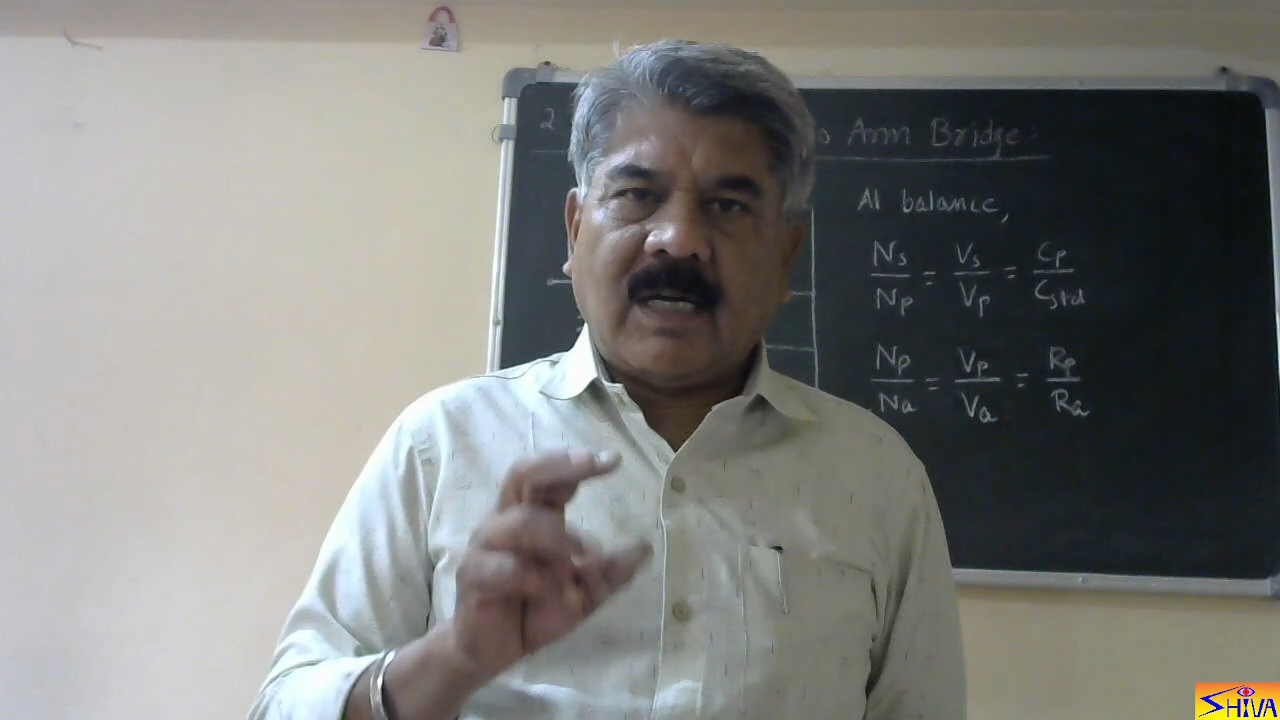 2 o Arm Bridge:
At balance,
Ns/Np = Vs/Vp = Cp/Cstd
Np/Na = Vp/Va = Rp/Ra
SHIVA